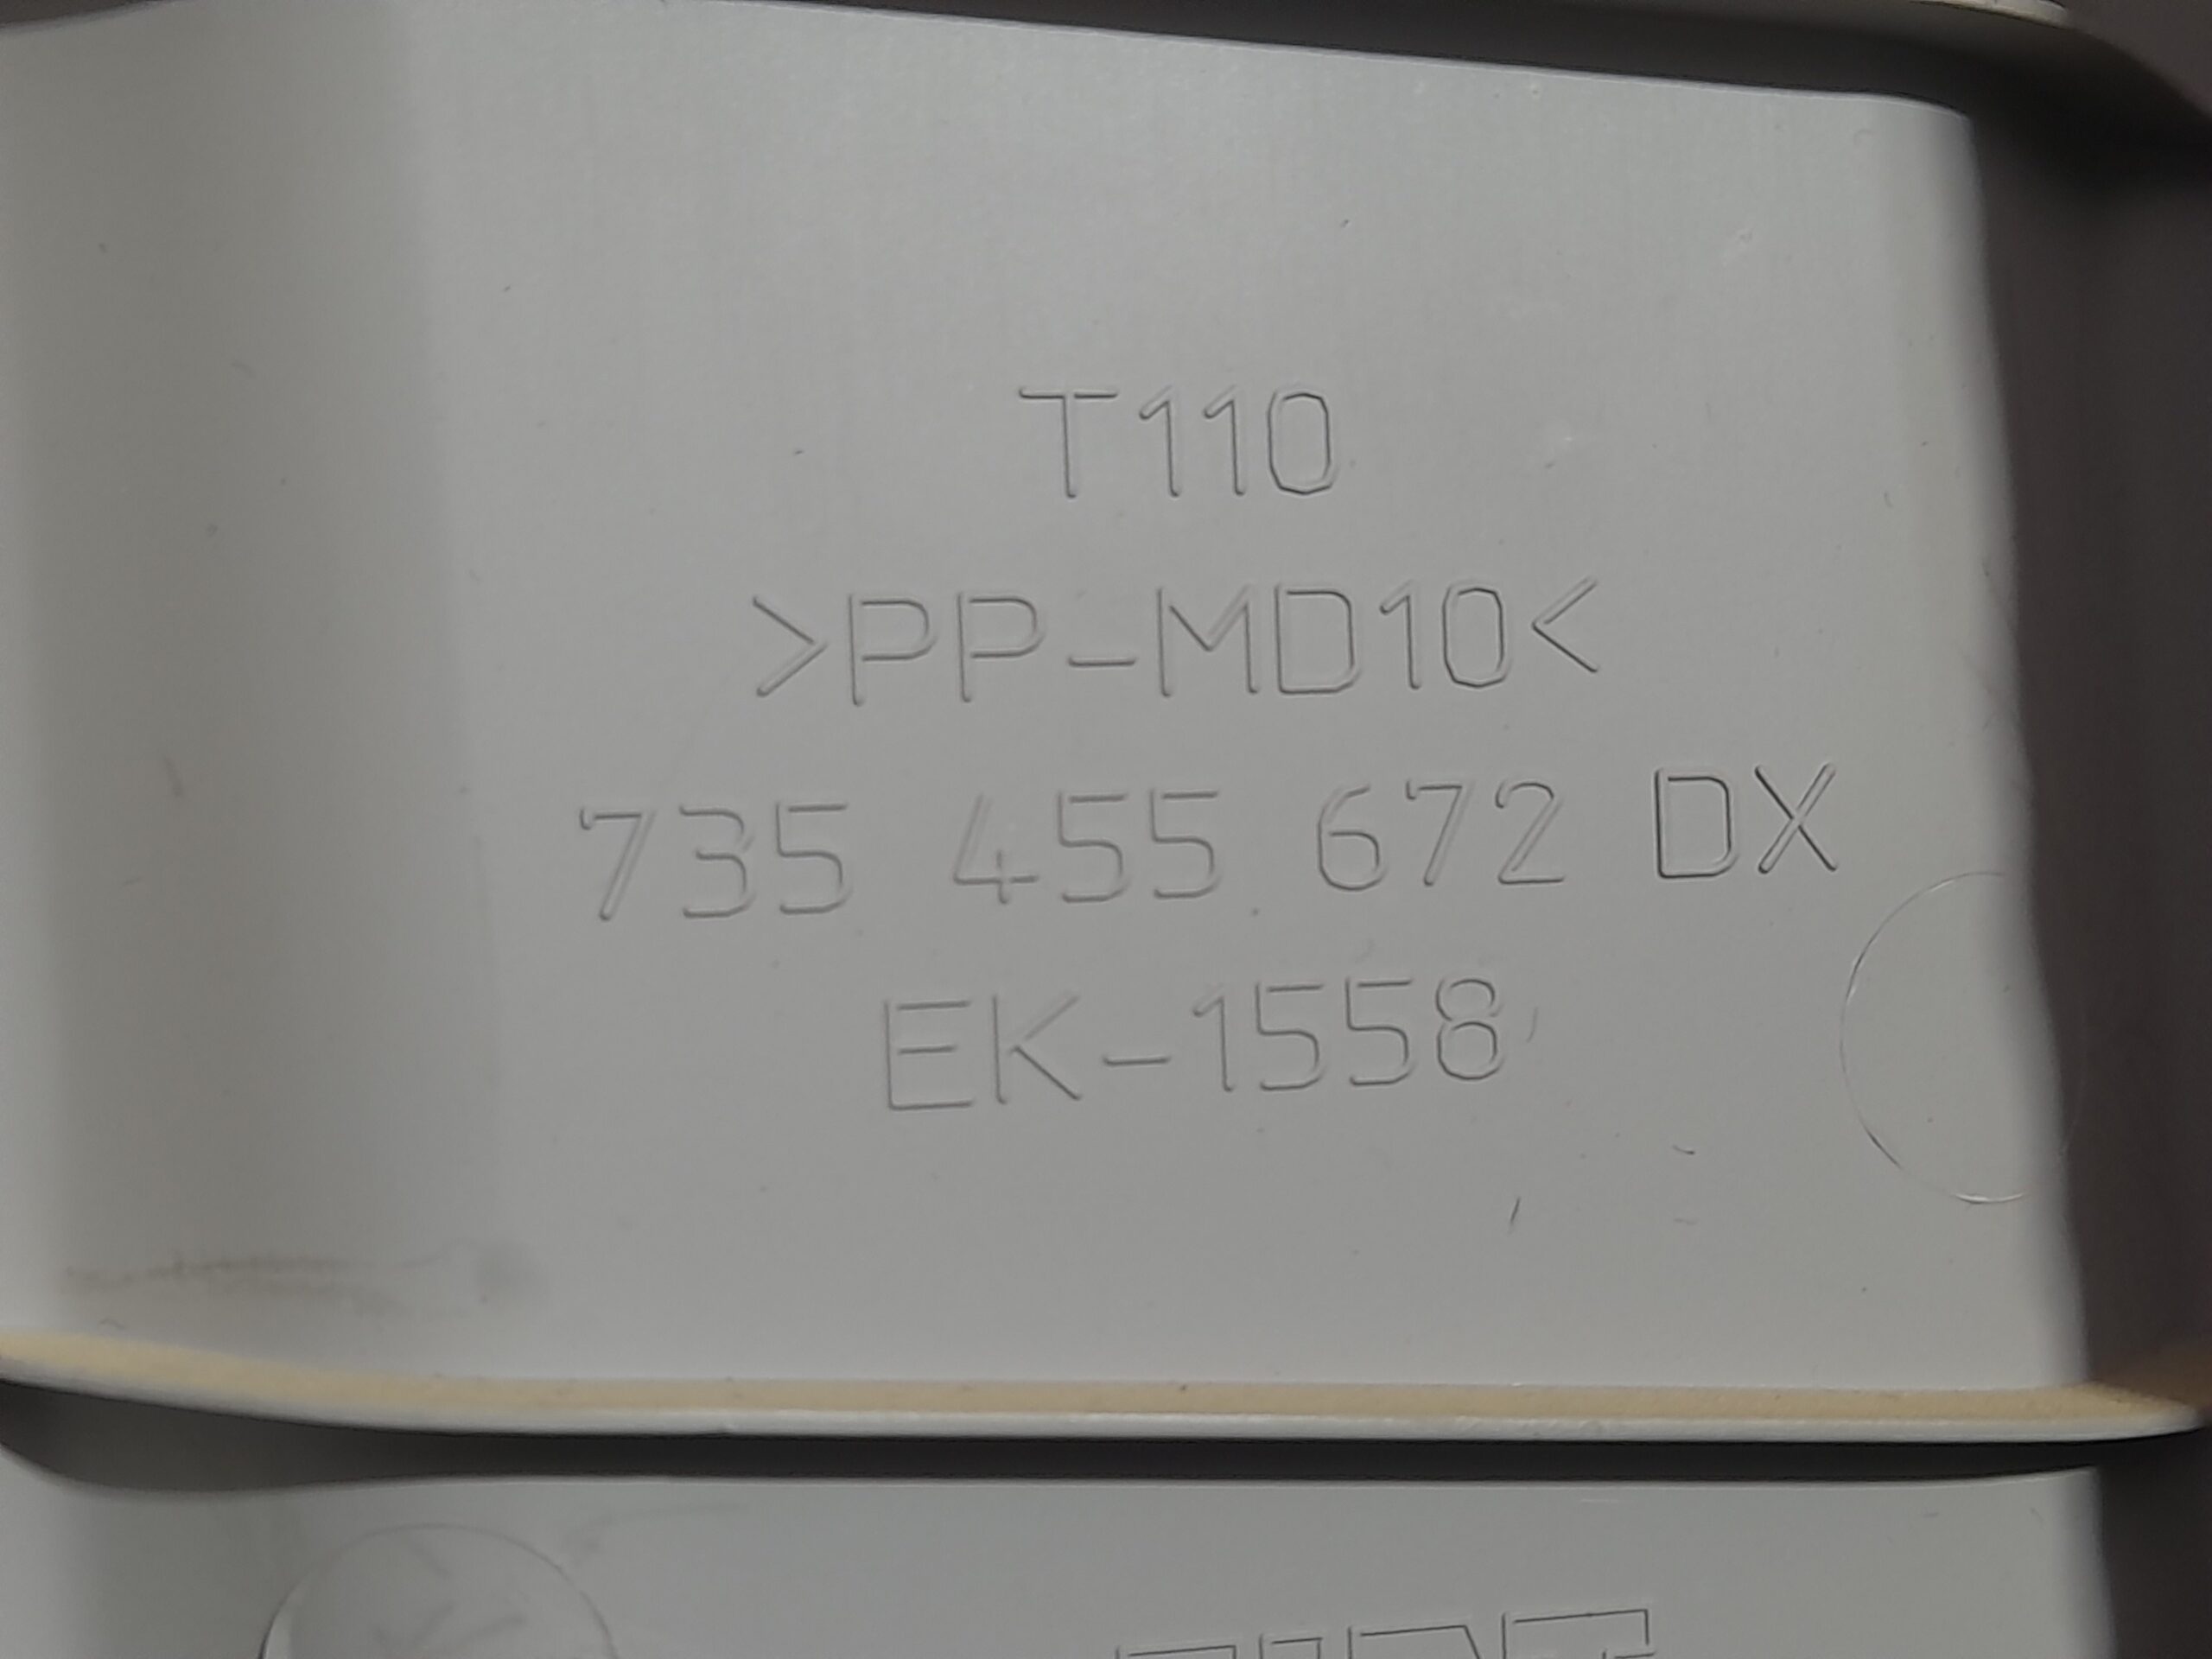 T110
>PP-MD10<
735 455 672 DX
EK-1558